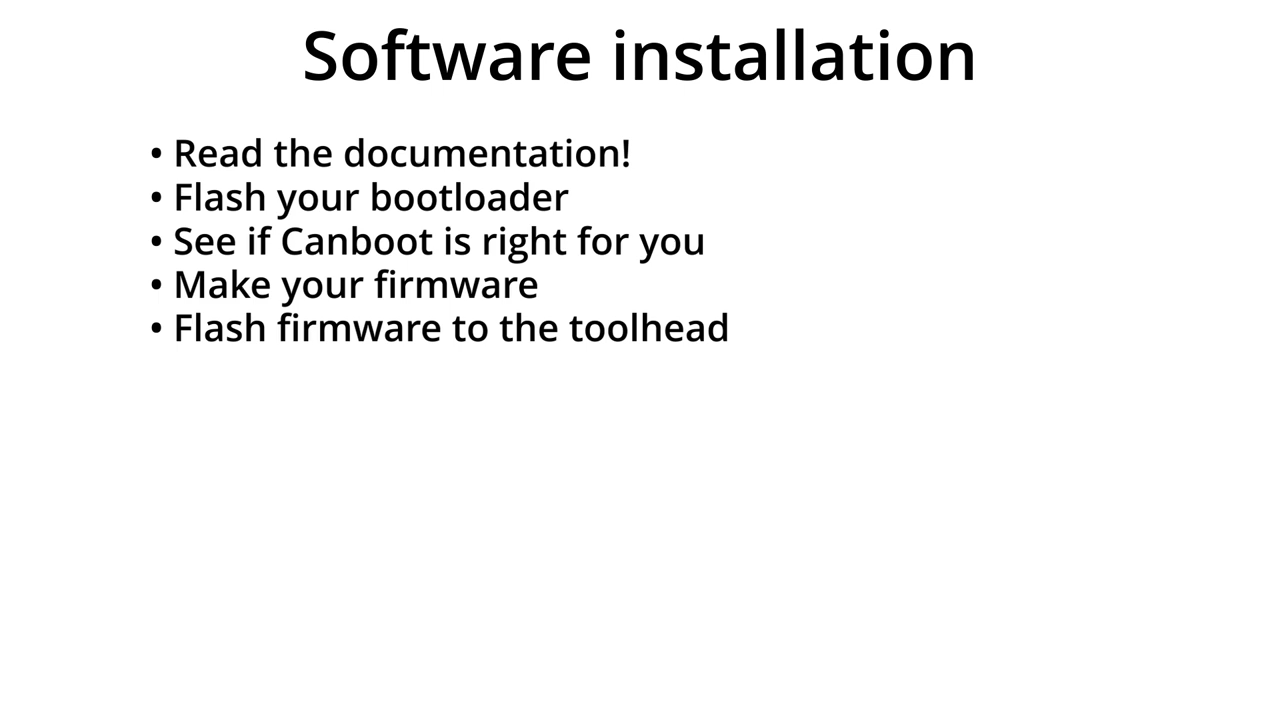 Software installation
• Read the documentation!
• Flash your bootloader
• See if Canboot is right for you
• Make your firmware
• Flash firmware to the toolhead